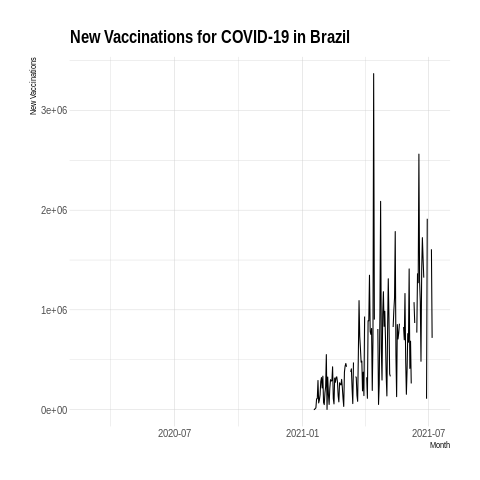 New Vaccinations for COVID-19 in Brazil
New Vaccinations
3e+06
2e+06
1e+06
0e+00
2020-07
2021-01
2021-07
Month